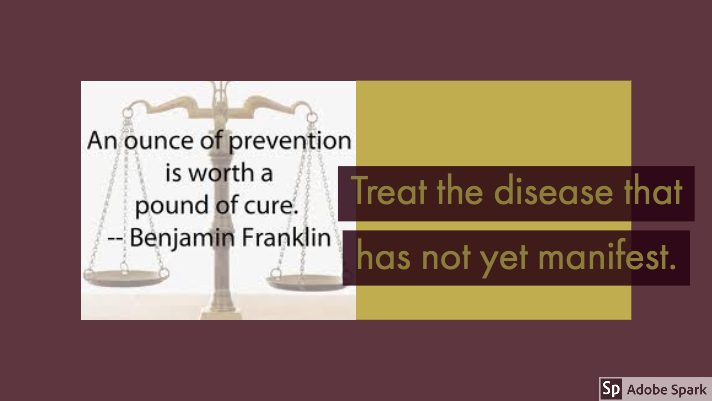 An ounce of prevention
is worth a
pound of cure.
-- Benjamin Franklin
Treat the disease that
has not yet manifest.
Sp Adobe Spark